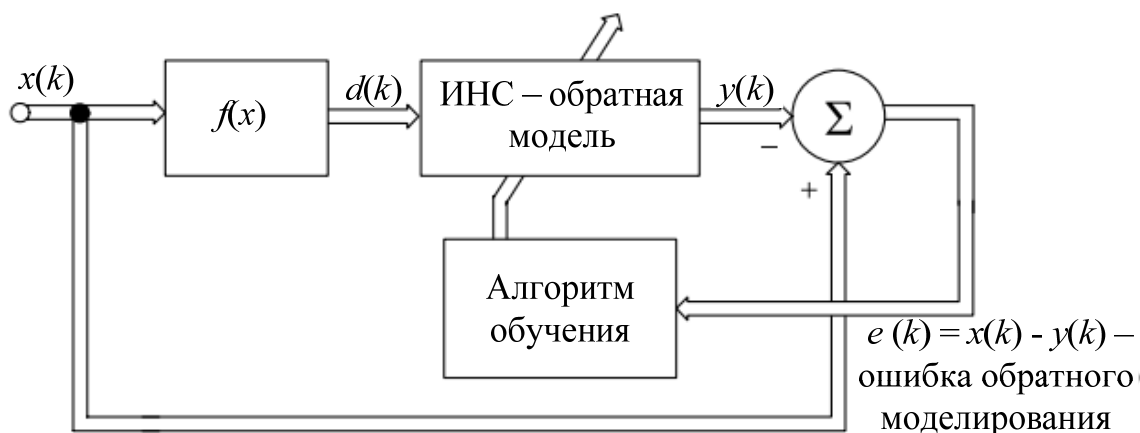 x(k)
f(x)
d(k)
ИНС – обратная
модель
y(k)
Σ
–
+
Алгоритм
обучения
e (k) = x(k) - y(k) –
ошибка обратного
моделирования